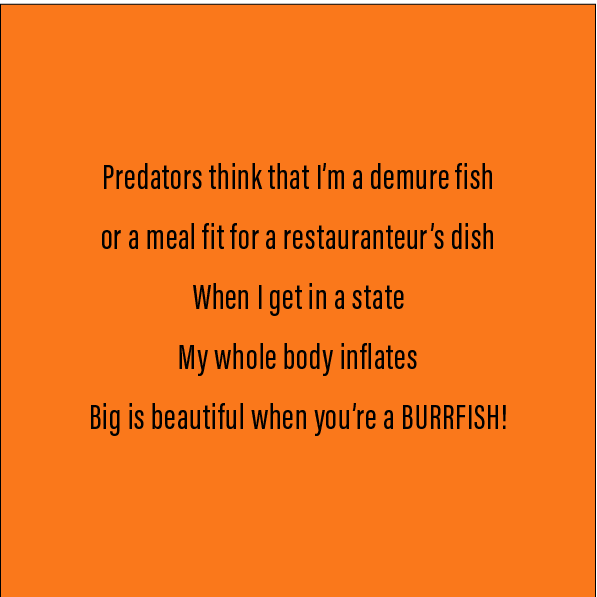 Predators think that I'm a demure fish
or a meal fit for a restauranteur's dish
When I get in a state
My whole body inflates
Big is beautiful when you're a BURRFISH!